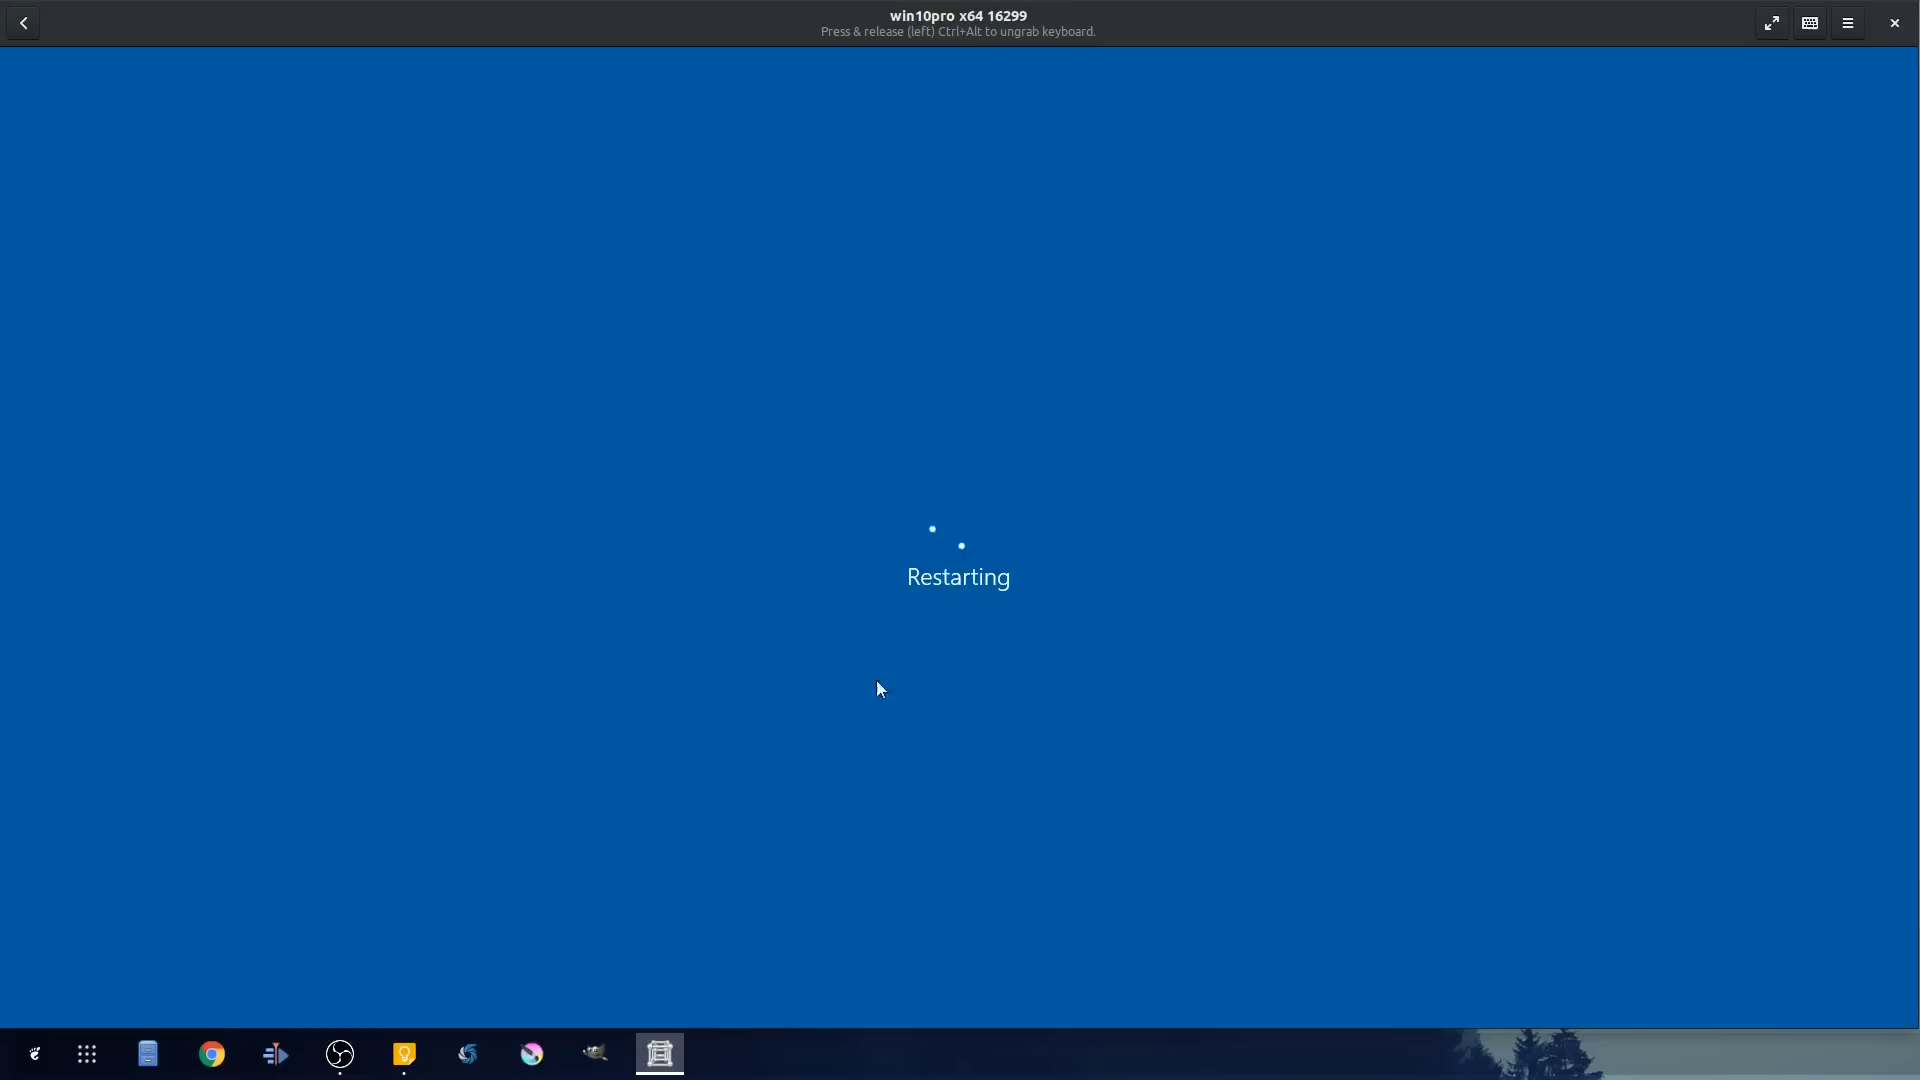 win10pro x64 16299
Press & release (left) Ctrl+Alt to ungrab keyboard.
Restarting